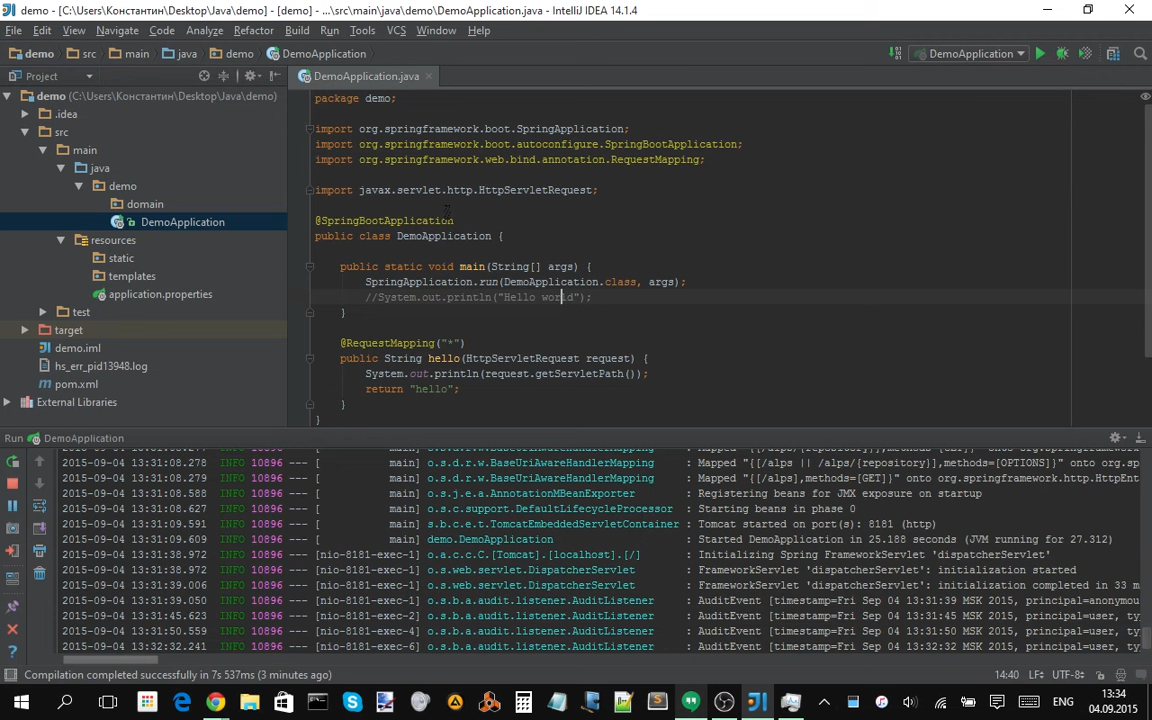 demo - [C:\Users\Константин\Desktop\Java\demo] - [demo] - ...\src\main\java\demo\DemoApplication.java - IntelliJ IDEA 14.1.4
File Edit View Navigate Code Analyze Refactor Build Run Tools VCS Window Help
demo src main java demo DemoApplication
DemoApplication
Project
DemoApplication.java
demo (C:\Users\Константин\Desktop\Java\demo)
.idea
src
main
java
demo
domain
DemoApplication
resources
static
templates
application.properties
test
target
demo.iml
hs_err_pid13948.log
pom.xml
External Libraries
package demo;
import org.springframework.boot.SpringApplication;
import org.springframework.boot.autoconfigure.SpringBootApplication;
import org.springframework.web.bind.annotation.RequestMapping;
import javax.servlet.http.HttpServletRequest;
@SpringBootApplication
public class DemoApplication {
public static void main(String[] args) {
SpringApplication.run(DemoApplication.class, args);
//System.out.println("Hello world");
}
@RequestMapping("*")
public String hello(HttpServletRequest request) {
System.out.println(request.getServletPath());
return "hello";
}
}
Run DemoApplication
2015-09-04 13:31:08.278 INFO 10896 --- [ main] o.s.d.r.w.BaseUriAwareHandlerMapping : Mapped "{[/alps || /alps/{repository}],methods=[OPTIONS]}" onto org.sp
2015-09-04 13:31:08.279 INFO 10896 --- [ main] o.s.d.r.w.BaseUriAwareHandlerMapping : Mapped "{[/alps],methods=[GET]}" onto org.springframework.http.HttpEnt
2015-09-04 13:31:08.588 INFO 10896 --- [ main] o.s.j.e.a.AnnotationMBeanExporter : Registering beans for JMX exposure on startup
2015-09-04 13:31:08.627 INFO 10896 --- [ main] o.s.c.support.DefaultLifecycleProcessor : Starting beans in phase 0
2015-09-04 13:31:09.591 INFO 10896 --- [ main] s.b.c.e.t.TomcatEmbeddedServletContainer : Tomcat started on port(s): 8181 (http)
2015-09-04 13:31:09.609 INFO 10896 --- [ main] demo.DemoApplication : Started DemoApplication in 25.188 seconds (JVM running for 27.312)
2015-09-04 13:31:38.972 INFO 10896 --- [nio-8181-exec-1] o.a.c.c.C.[Tomcat].[localhost].[/] : Initializing Spring FrameworkServlet 'dispatcherServlet'
2015-09-04 13:31:38.972 INFO 10896 --- [nio-8181-exec-1] o.s.web.servlet.DispatcherServlet : FrameworkServlet 'dispatcherServlet': initialization started
2015-09-04 13:31:39.006 INFO 10896 --- [nio-8181-exec-1] o.s.web.servlet.DispatcherServlet : FrameworkServlet 'dispatcherServlet': initialization completed in 33 m
2015-09-04 13:31:39.050 INFO 10896 --- [nio-8181-exec-1] o.s.b.a.audit.listener.AuditListener : AuditEvent [timestamp=Fri Sep 04 13:31:39 MSK 2015, principal=anonymou
2015-09-04 13:31:45.623 INFO 10896 --- [nio-8181-exec-2] o.s.b.a.audit.listener.AuditListener : AuditEvent [timestamp=Fri Sep 04 13:31:45 MSK 2015, principal=user, ty
2015-09-04 13:31:50.559 INFO 10896 --- [nio-8181-exec-4] o.s.b.a.audit.listener.AuditListener : AuditEvent [timestamp=Fri Sep 04 13:31:50 MSK 2015, principal=user, ty
2015-09-04 13:32:32.241 INFO 10896 --- [nio-8181-exec-6] o.s.b.a.audit.listener.AuditListener : AuditEvent [timestamp=Fri Sep 04 13:32:32 MSK 2015, principal=user, ty
Compilation completed successfully in 7s 537ms (3 minutes ago) 14:40 LF÷ UTF-8÷
ENG
13:34
04.09.2015